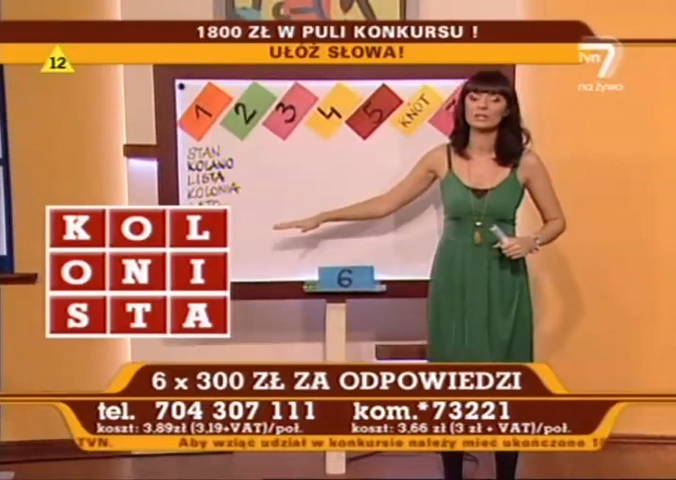 1800 ZŁ W PULI KONKURSU !
UŁÓŻ SŁOWA!
12
tvn 7
na żywo
1 2 3 4 5 KNOT 7
STAN
KOLANO
LISTA
KOLONIA
LATO
KOL
ONI
STA
6
6 x 300 ZŁ ZA ODPOWIEDZI
tel. 704 307 111 kom.*73221
koszt: 3.89zł (3,19+VAT)/poł. koszt: 3,66 zł (3 zł + VAT)/poł.
TVN. Aby wziąć udział w konkursie należy mieć ukończone